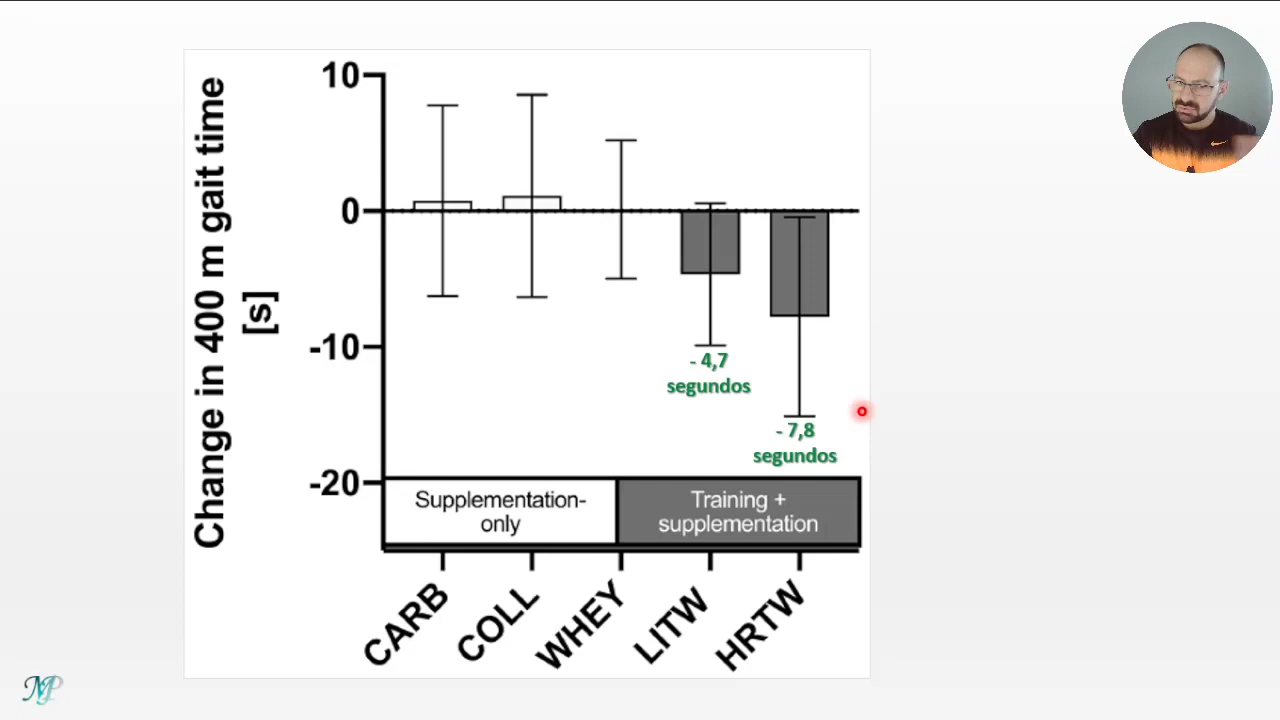 Change in 400 m gait time
[s]
10
0
-10
-20
- 4,7
segundos
- 7,8
segundos
Supplementation-
only
Training +
supplementation
CARB
COLL
WHEY
LITW
HRTW
MP